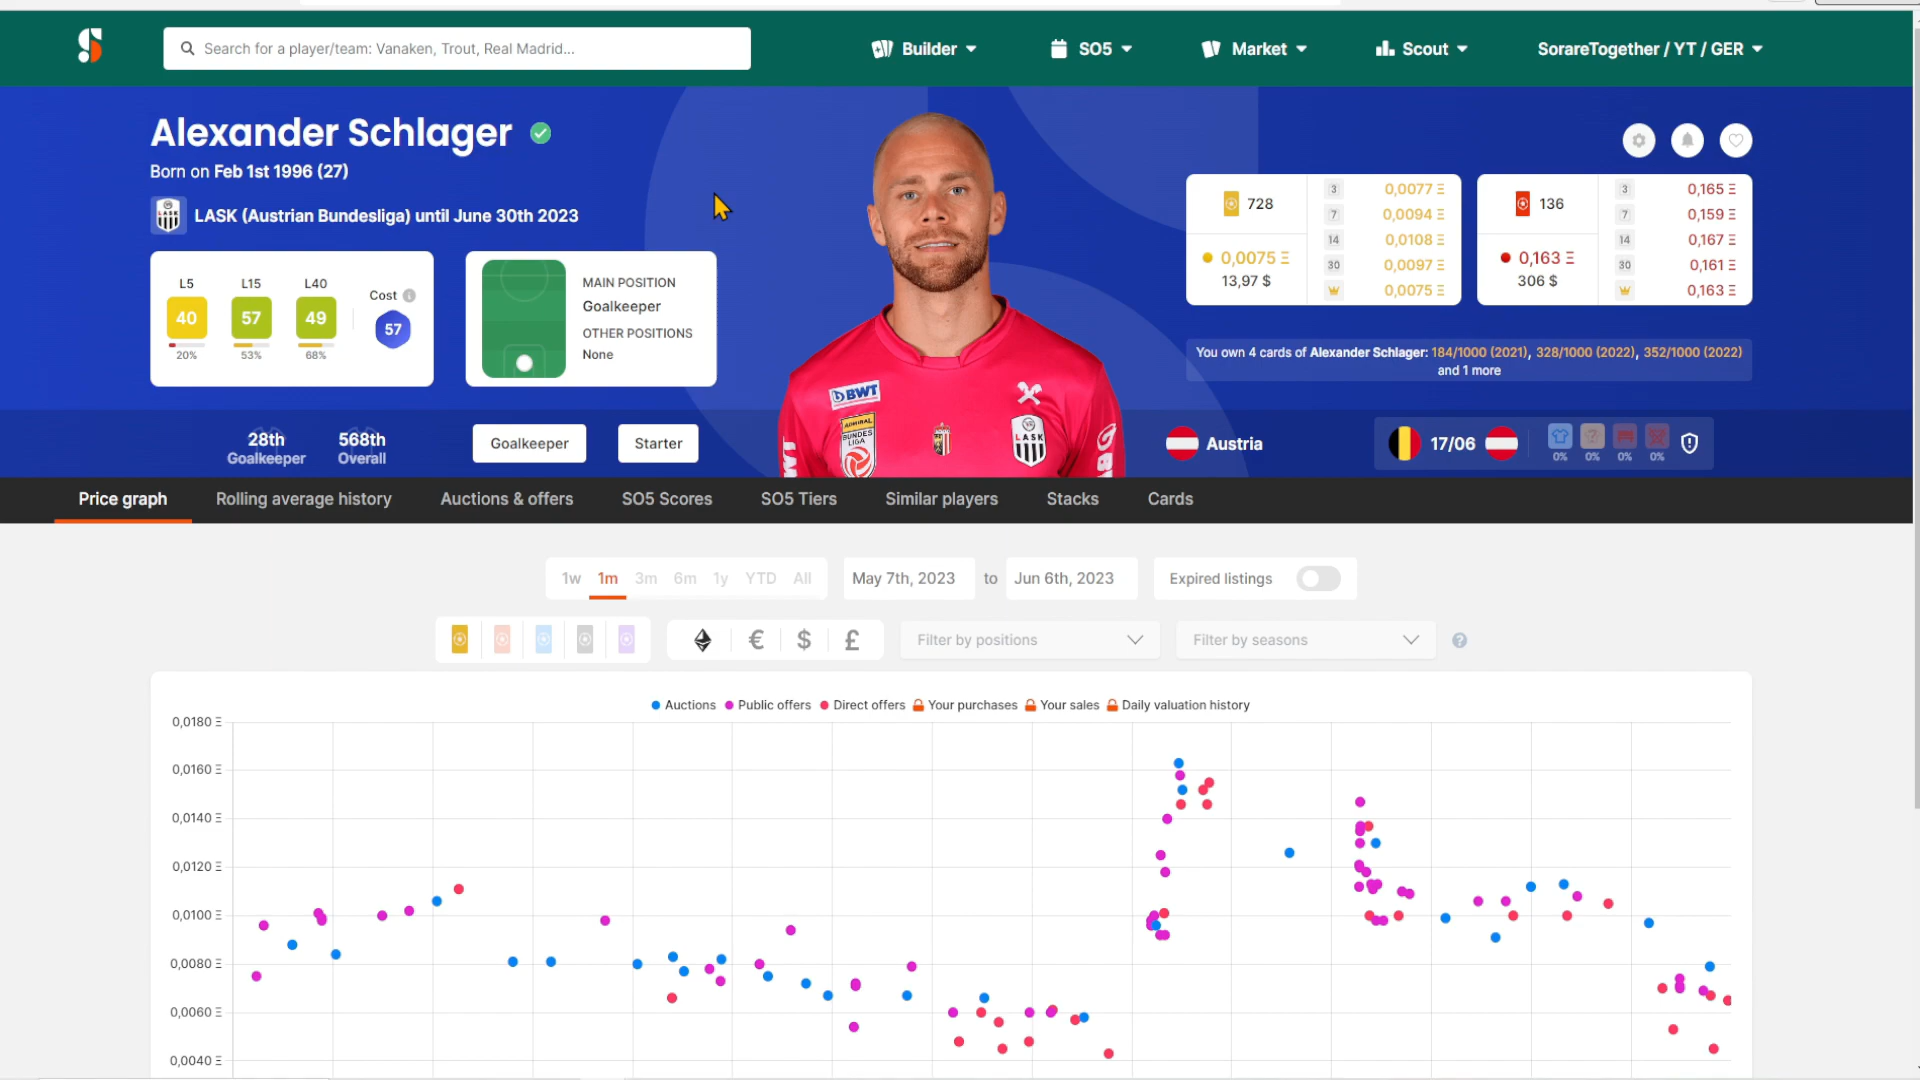 Search for a player/team: Vanaken, Trout, Real Madrid...
Builder
SO5
Market
Scout
SorareTogether / YT / GER
Alexander Schlager
Born on Feb 1st 1996 (27)
LASK (Austrian Bundesliga) until June 30th 2023
L5 L15 L40 Cost
40 57 49 57
20% 53% 68%
MAIN POSITION
Goalkeeper
OTHER POSITIONS
None
28th
Goalkeeper
568th
Overall
Goalkeeper
Starter
BWT
ADMIRAL
BUNDES
LIGA
LASK
728
0,0075 Ξ
13,97 $
3 0,0077 Ξ
7 0,0094 Ξ
14 0,0108 Ξ
30 0,0097 Ξ
0,0075 Ξ
136
0,163 Ξ
306 $
3 0,165 Ξ
7 0,159 Ξ
14 0,167 Ξ
30 0,161 Ξ
0,163 Ξ
You own 4 cards of Alexander Schlager: 184/1000 (2021), 328/1000 (2022), 352/1000 (2022)
and 1 more
Austria
17/06
0% 0% 0% 0%
Price graph
Rolling average history
Auctions & offers
SO5 Scores
SO5 Tiers
Similar players
Stacks
Cards
1w 1m 3m 6m 1y YTD All
May 7th, 2023 to Jun 6th, 2023
Expired listings
€ $ £
Filter by positions
Filter by seasons
?
Auctions Public offers Direct offers Your purchases Your sales Daily valuation history
0,0180 Ξ
0,0160 Ξ
0,0140 Ξ
0,0120 Ξ
0,0100 Ξ
0,0080 Ξ
0,0060 Ξ
0,0040 Ξ